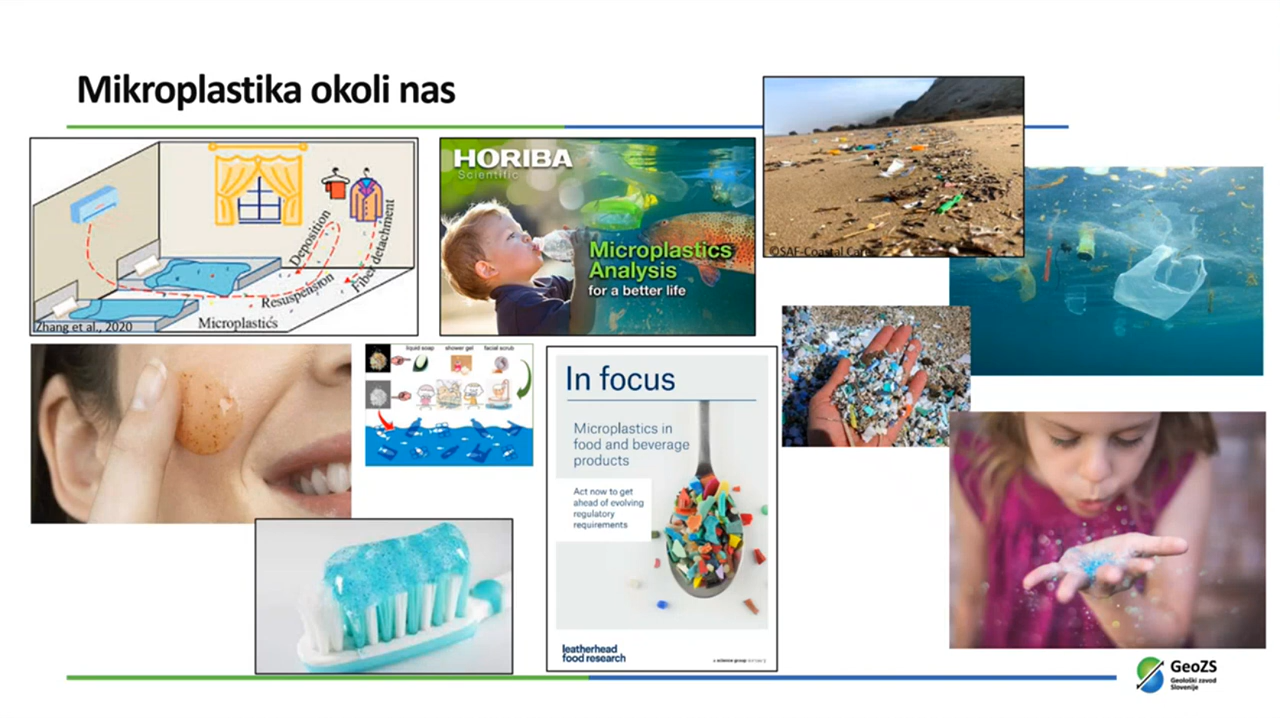 Mikroplastika okoli nas
Deposition
Fiber detachment
Resuspension
Microplastics
Zhang et al., 2020
HORIBA
Scientific
Microplastics
Analysis
for a better life
©SAF-Coastal Care
liquid soap shower gel facial scrub
In focus
Microplastics in
food and beverage
products
Act now to get
ahead of evolving
regulatory
requirements
leatherhead
food research
a science group company
GeoZS
Geološki zavod
Slovenije